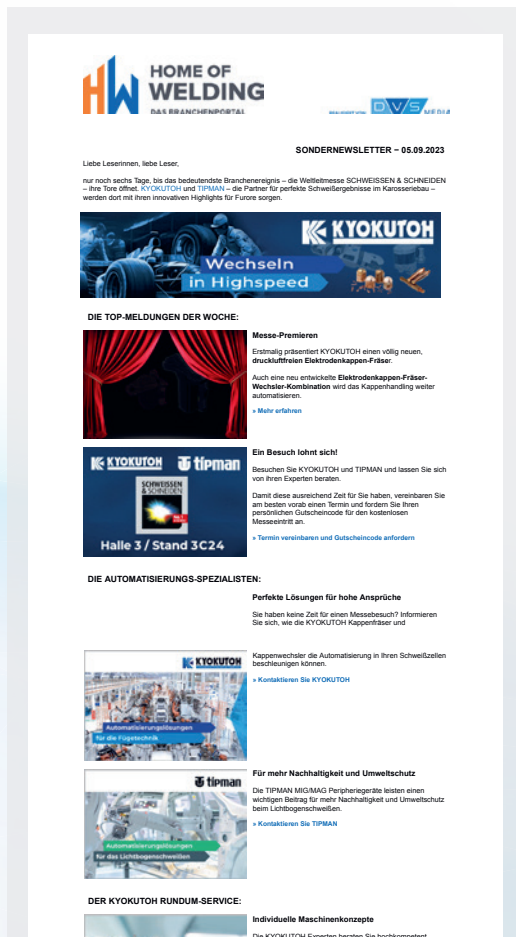 HOME OF
WELDING
DAS BRANCHENPORTAL
DVS MEDIA
SONDERNEWSLETTER – 05.09.2023
Liebe Leserinnen, liebe Leser,
nur noch sechs Tage, bis das bedeutendste Branchenereignis – die Weltleitmesse SCHWEISSEN & SCHNEIDEN
– ihre Tore öffnet. KYOKUTOH und TIPMAN – die Partner für perfekte Schweißergebnisse im Karosseriebau –
werden dort mit ihren innovativen Highlights für Furore sorgen.
KYOKUTOH
Wechseln
in Highspeed
DIE TOP-MELDUNGEN DER WOCHE:
Messe-Premieren
Erstmalig präsentiert KYOKUTOH einen völlig neuen,
druckluftfreien Elektrodenkappen-Fräser.
Auch eine neu entwickelte Elektrodenkappen-Fräser-
Wechsler-Kombination wird das Kappenhandling weiter
automatisieren.
» Mehr erfahren
KYOKUTOH tipman
SCHWEISSEN
& SCHNEIDEN
Halle 3 / Stand 3C24
Ein Besuch lohnt sich!
Besuchen Sie KYOKUTOH und TIPMAN und lassen Sie sich
von ihren Experten beraten.
Damit diese ausreichend Zeit für Sie haben, vereinbaren Sie
am besten vorab einen Termin und fordern Sie Ihren
persönlichen Gutscheincode für den kostenlosen
Messeeintritt an.
» Termin vereinbaren und Gutscheincode anfordern
DIE AUTOMATISIERUNGS-SPEZIALISTEN:
Perfekte Lösungen für hohe Ansprüche
Sie haben keine Zeit für einen Messebesuch? Informieren
Sie sich, wie die KYOKUTOH Kappenfräser und
Kappenwechsler die Automatisierung in Ihren Schweißzellen
beschleunigen können.
» Kontaktieren Sie KYOKUTOH
KYOKUTOH
Automatisierungslösungen
für die Fügetechnik
Für mehr Nachhaltigkeit und Umweltschutz
Die TIPMAN MIG/MAG Peripheriegeräte leisten einen
wichtigen Beitrag für mehr Nachhaltigkeit und Umweltschutz
beim Lichtbogenschweißen.
» Kontaktieren Sie TIPMAN
tipman
Automatisierungslösungen
für das Lichtbogenschweißen
DER KYOKUTOH RUNDUM-SERVICE:
Individuelle Maschinenkonzepte
Die KYOKUTOH Experten beraten Sie hochkompetent